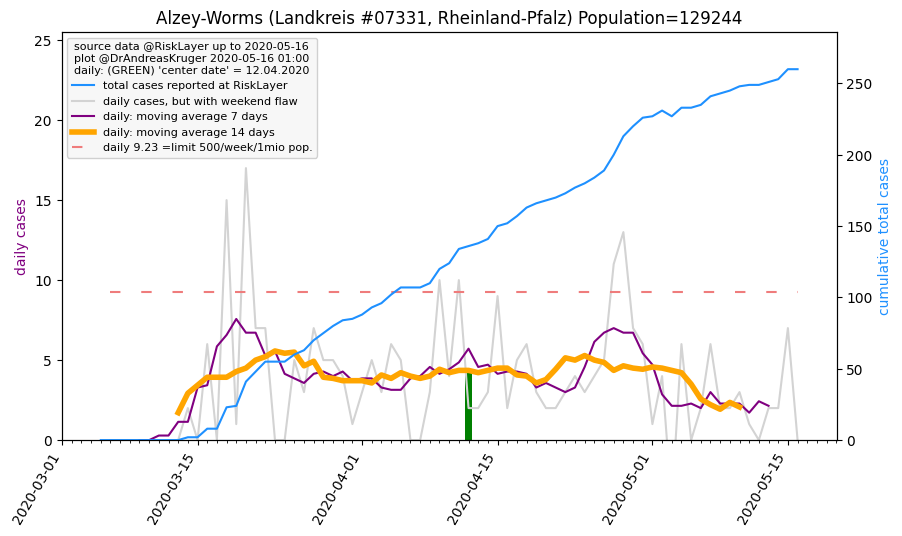 Alzey-Worms (Landkreis #07331, Rheinland-Pfalz) Population=129244
source data @RiskLayer up to 2020-05-16
plot @DrAndreasKruger 2020-05-16 01:00
daily: (GREEN) 'center date' = 12.04.2020
total cases reported at RiskLayer
daily cases, but with weekend flaw
daily: moving average 7 days
daily: moving average 14 days
daily 9.23 =limit 500/week/1mio pop.
daily cases
25
20
15
10
5
0
cumulative total cases
250
200
150
100
50
0
2020-03-01
2020-03-15
2020-04-01
2020-04-15
2020-05-01
2020-05-15